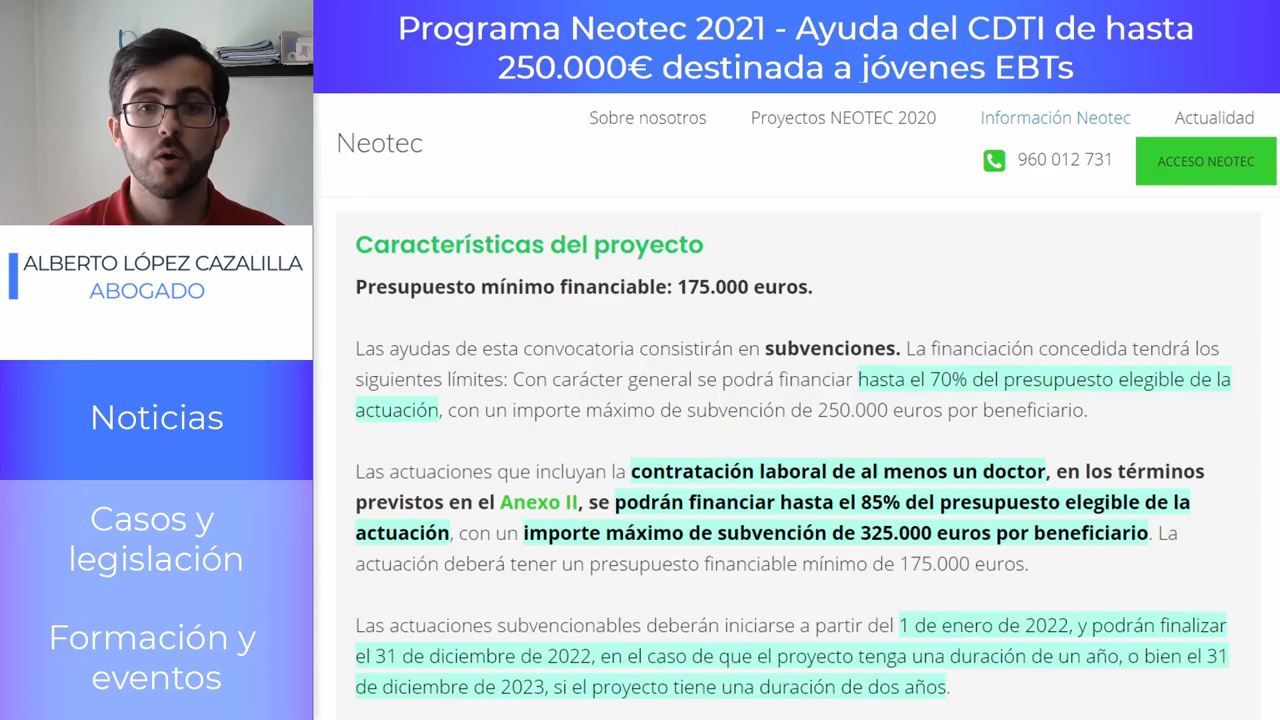 Programa Neotec 2021 - Ayuda del CDTI de hasta
250.000€ destinada a jóvenes EBTs
Neotec
Sobre nosotros
Proyectos NEOTEC 2020
Información Neotec
Actualidad
960 012 731
ACCESO NEOTEC
ALBERTO LÓPEZ CAZALILLA
ABOGADO
Noticias
Casos y
legislación
Formación y
eventos
Características del proyecto
Presupuesto mínimo financiable: 175.000 euros.
Las ayudas de esta convocatoria consistirán en subvenciones. La financiación concedida tendrá los
siguientes límites: Con carácter general se podrá financiar hasta el 70% del presupuesto elegible de la
actuación, con un importe máximo de subvención de 250.000 euros por beneficiario.
Las actuaciones que incluyan la contratación laboral de al menos un doctor, en los términos
previstos en el Anexo II, se podrán financiar hasta el 85% del presupuesto elegible de la
actuación, con un importe máximo de subvención de 325.000 euros por beneficiario. La
actuación deberá tener un presupuesto financiable mínimo de 175.000 euros.
Las actuaciones subvencionables deberán iniciarse a partir del 1 de enero de 2022, y podrán finalizar
el 31 de diciembre de 2022, en el caso de que el proyecto tenga una duración de un año, o bien el 31
de diciembre de 2023, si el proyecto tiene una duración de dos años.